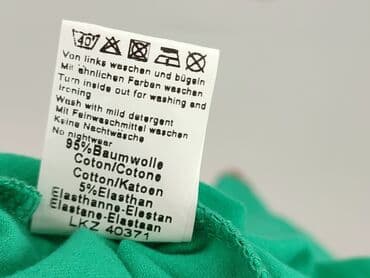 40
Von links waschen und bügeln
Mit ähnlichen Farben waschen
Turn inside out for washing and
ironing
Wash with mild detergent
Mit Feinwaschmittel waschen
Keine Nachtwäsche
No nightwear
95%Baumwolle
Coton/Cotone
Cotton/Katoen
5%Elasthan
Elasthanne-Elestan
Elastane-Elastaan
LKZ 40371